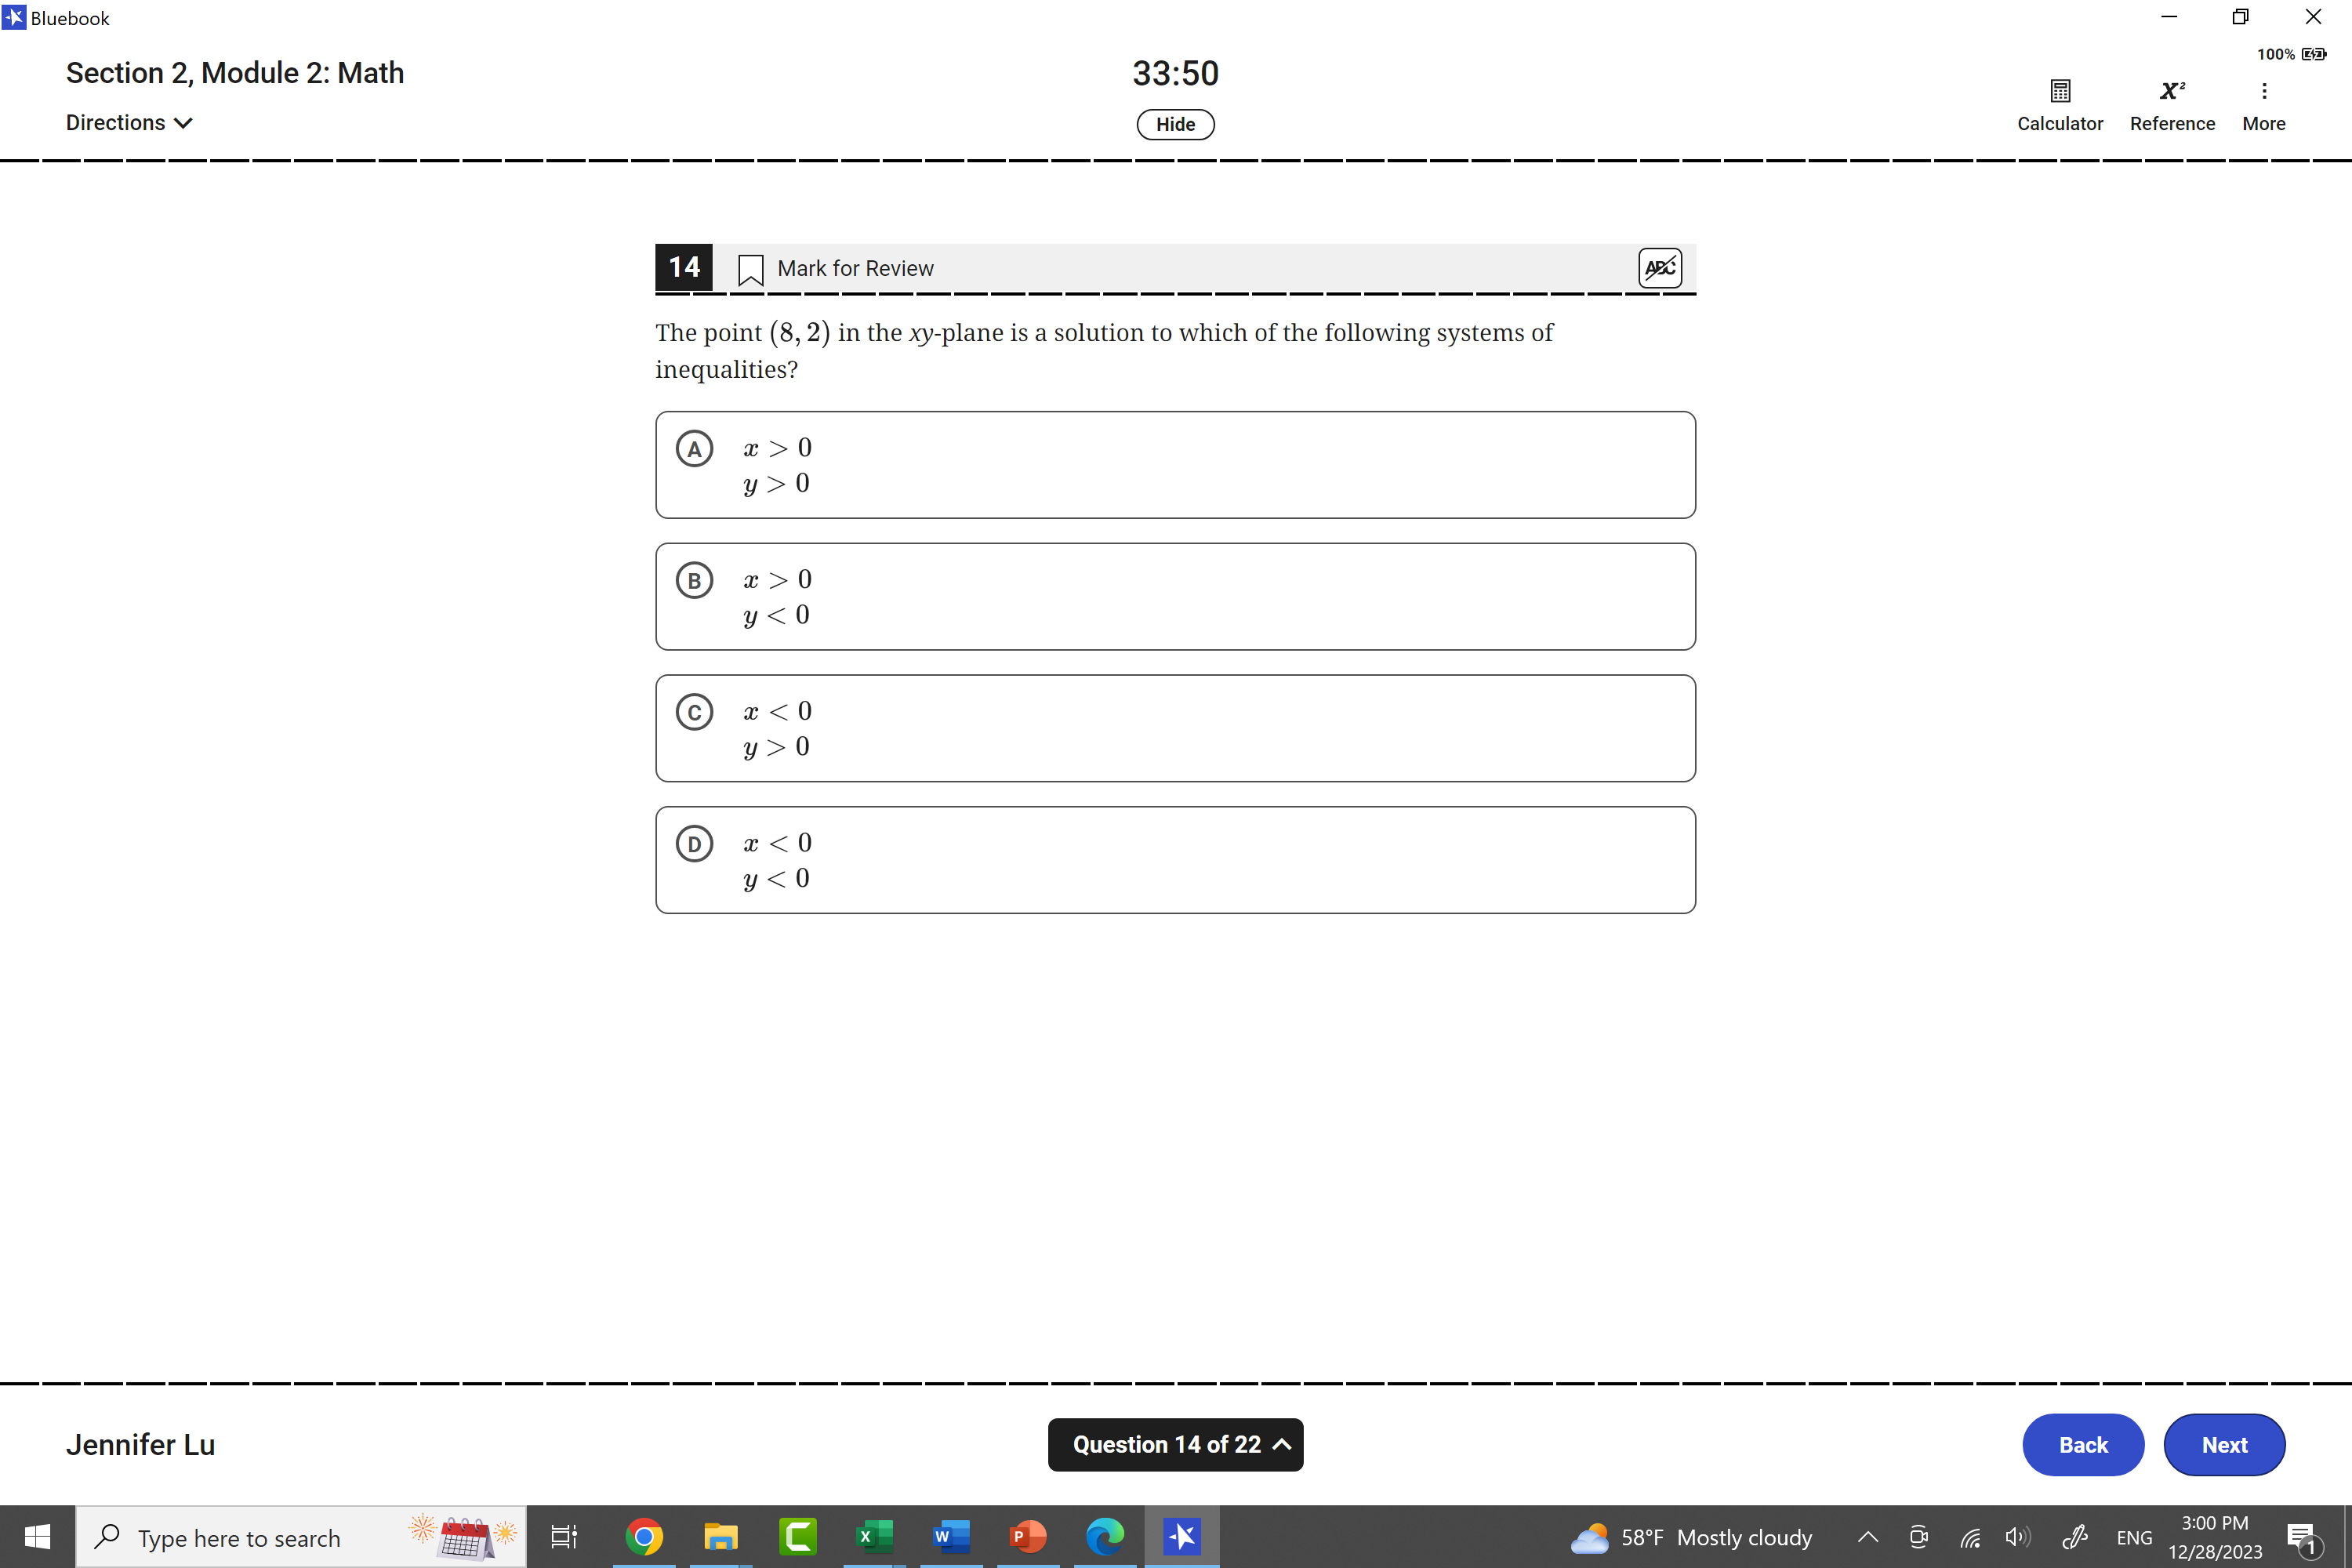 Bluebook
100%
Section 2, Module 2: Math
33:50
Directions
Hide
Calculator
x²
Reference
More
14
Mark for Review
ABC
The point (8, 2) in the xy-plane is a solution to which of the following systems of
inequalities?
A x > 0
y > 0
B x > 0
y < 0
C x < 0
y > 0
D x < 0
y < 0
Jennifer Lu
Question 14 of 22
Back
Next
Type here to search
X
W
P
58°F Mostly cloudy
ENG
3:00 PM
12/28/2023
1